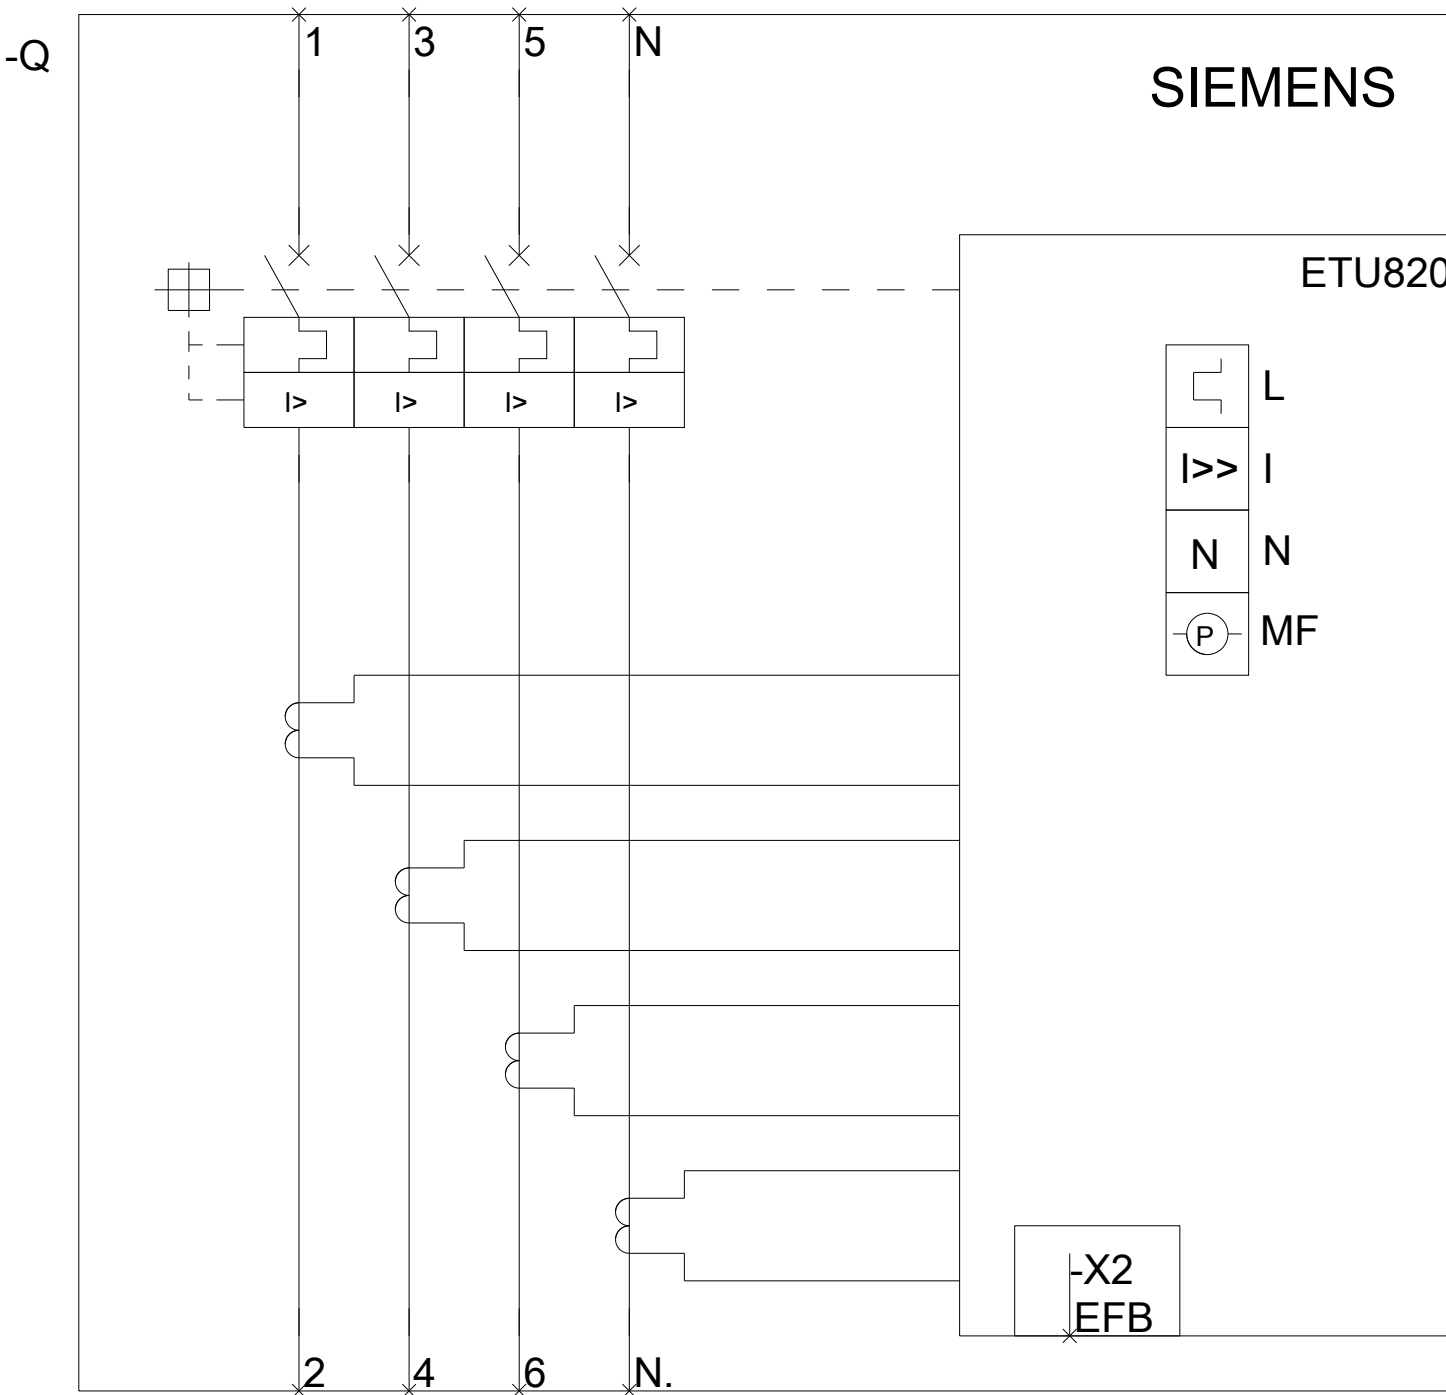 1 3 5 N
-Q
SIEMENS
ETU820
L
I> I> I> I>
I>> I
N N
P MF
-X2
EFB
2 4 6 N.